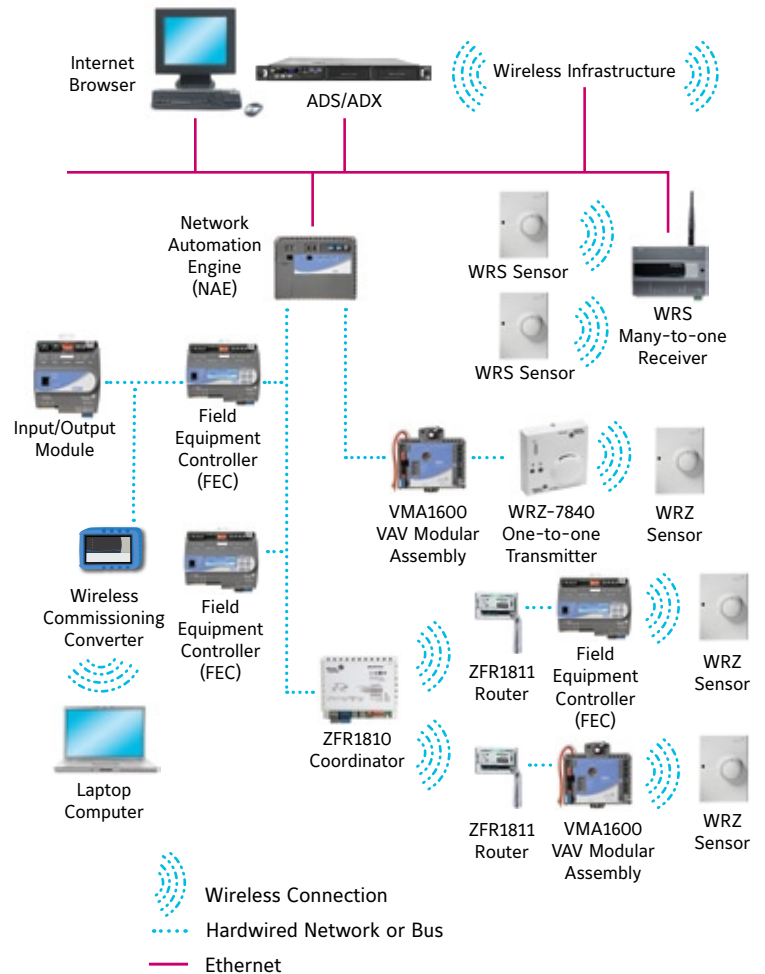 Internet
Browser
ADS/ADX
Wireless Infrastructure
Network
Automation
Engine
(NAE)
WRS Sensor
WRS Sensor
WRS
Many-to-one
Receiver
Input/Output
Module
Field
Equipment
Controller
(FEC)
VMA1600
VAV Modular
Assembly
WRZ-7840
One-to-one
Transmitter
WRZ
Sensor
Wireless
Commissioning
Converter
Field
Equipment
Controller
(FEC)
ZFR1810
Coordinator
ZFR1811
Router
Field
Equipment
Controller
(FEC)
WRZ
Sensor
Laptop
Computer
ZFR1811
Router
VMA1600
VAV Modular
Assembly
WRZ
Sensor
Wireless Connection
Hardwired Network or Bus
Ethernet